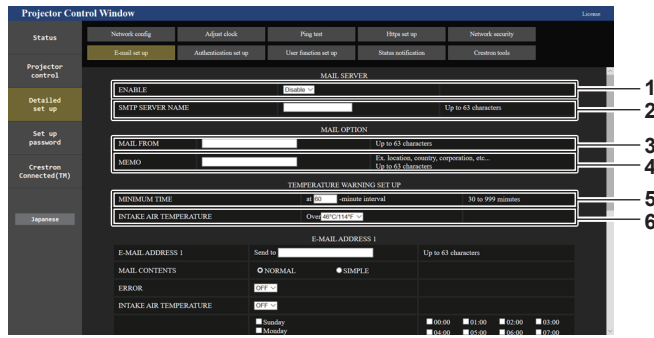 Projector Control Window
License
Status
Network config Adjust clock Ping test Https set up Network security
E-mail set up Authentication set up User function set up Status notification Crestron tools
Projector
control
Detailed
set up
Set up
password
Crestron
Connected(TM)
Japanese
MAIL SERVER
ENABLE Disable 1
SMTP SERVER NAME Up to 63 characters 2
MAIL OPTION
MAIL FROM Up to 63 characters 3
MEMO Ex. location, country, corporation, etc...
Up to 63 characters 4
TEMPERATURE WARNING SET UP
MINIMUM TIME at 60 -minute interval 30 to 999 minutes 5
INTAKE AIR TEMPERATURE Over 46°C/114°F 6
E-MAIL ADDRESS 1
E-MAIL ADDRESS 1 Send to Up to 63 characters
MAIL CONTENTS NORMAL SIMPLE
ERROR OFF
INTAKE AIR TEMPERATURE OFF
Sunday 00:00 01:00 02:00 03:00
Monday 04:00 05:00 06:00 07:00